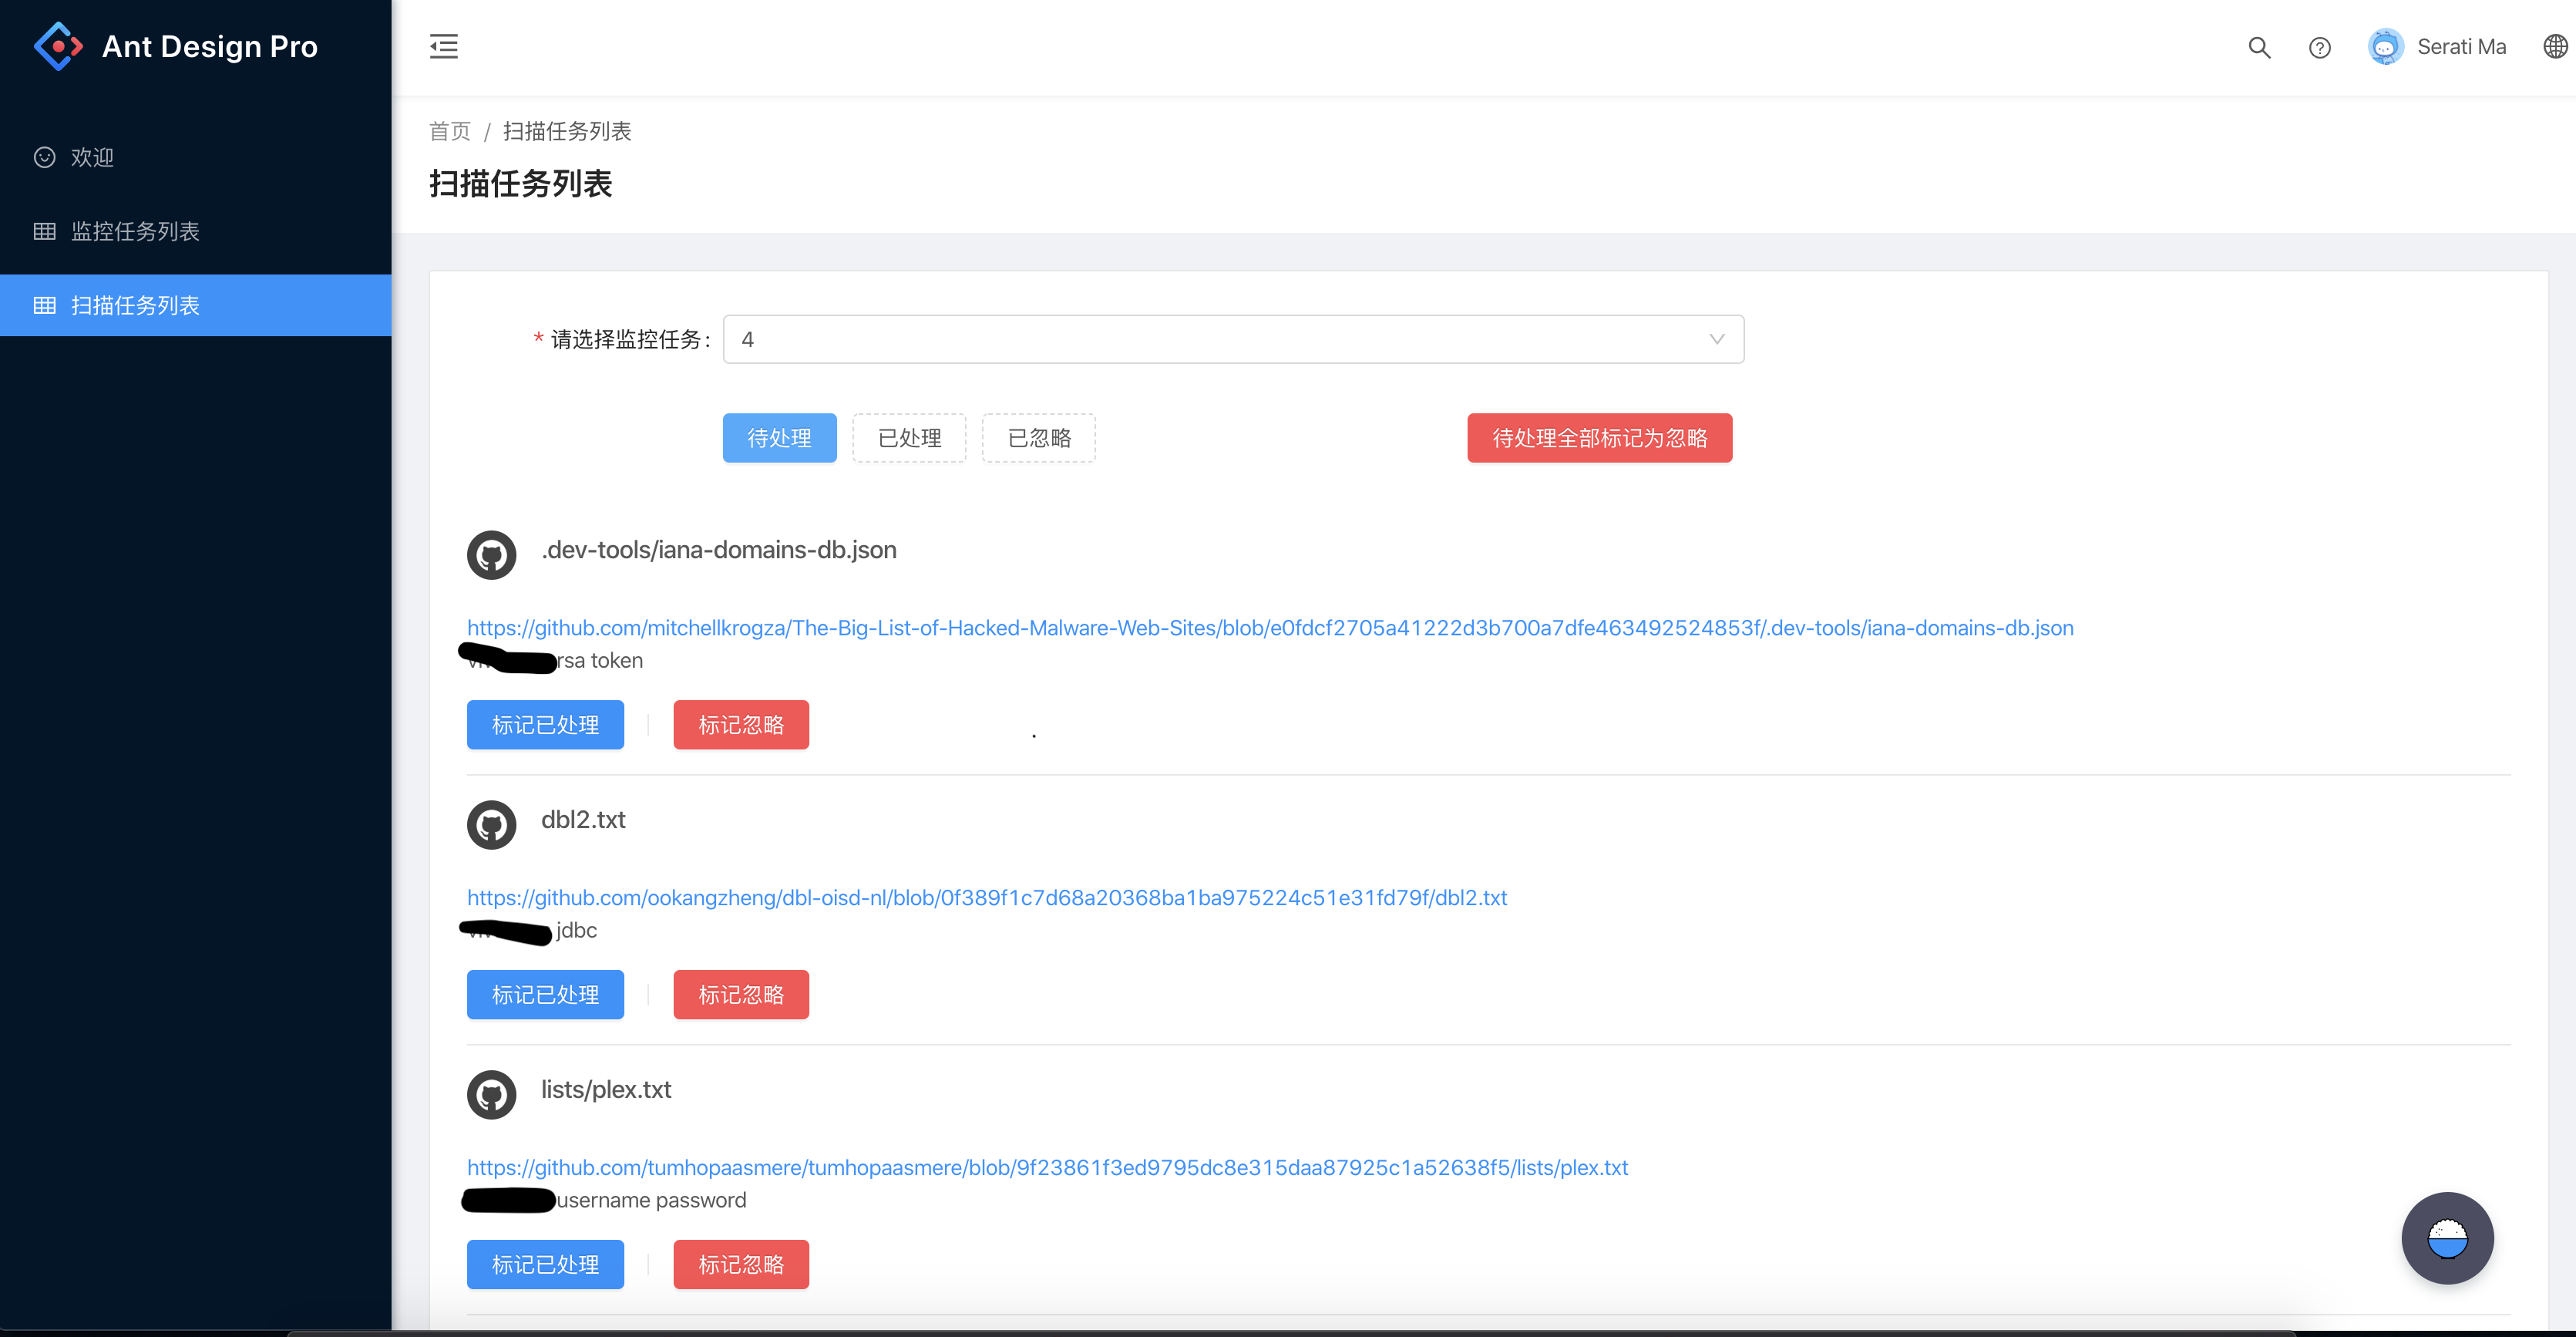 Ant Design Pro
Serati Ma
欢迎
监控任务列表
扫描任务列表
首页 / 扫描任务列表
扫描任务列表
* 请选择监控任务: 4
待处理 已处理 已忽略 待处理全部标记为忽略
.dev-tools/iana-domains-db.json
https://github.com/mitchellkrogza/The-Big-List-of-Hacked-Malware-Web-Sites/blob/e0fdcf2705a41222d3b700a7dfe463492524853f/.dev-tools/iana-domains-db.json
rsa token
标记已处理 标记忽略
dbl2.txt
https://github.com/ookangzheng/dbl-oisd-nl/blob/0f389f1c7d68a20368ba1ba975224c51e31fd79f/dbl2.txt
jdbc
标记已处理 标记忽略
lists/plex.txt
https://github.com/tumhopaasmere/tumhopaasmere/blob/9f23861f3ed9795dc8e315daa87925c1a52638f5/lists/plex.txt
username password
标记已处理 标记忽略